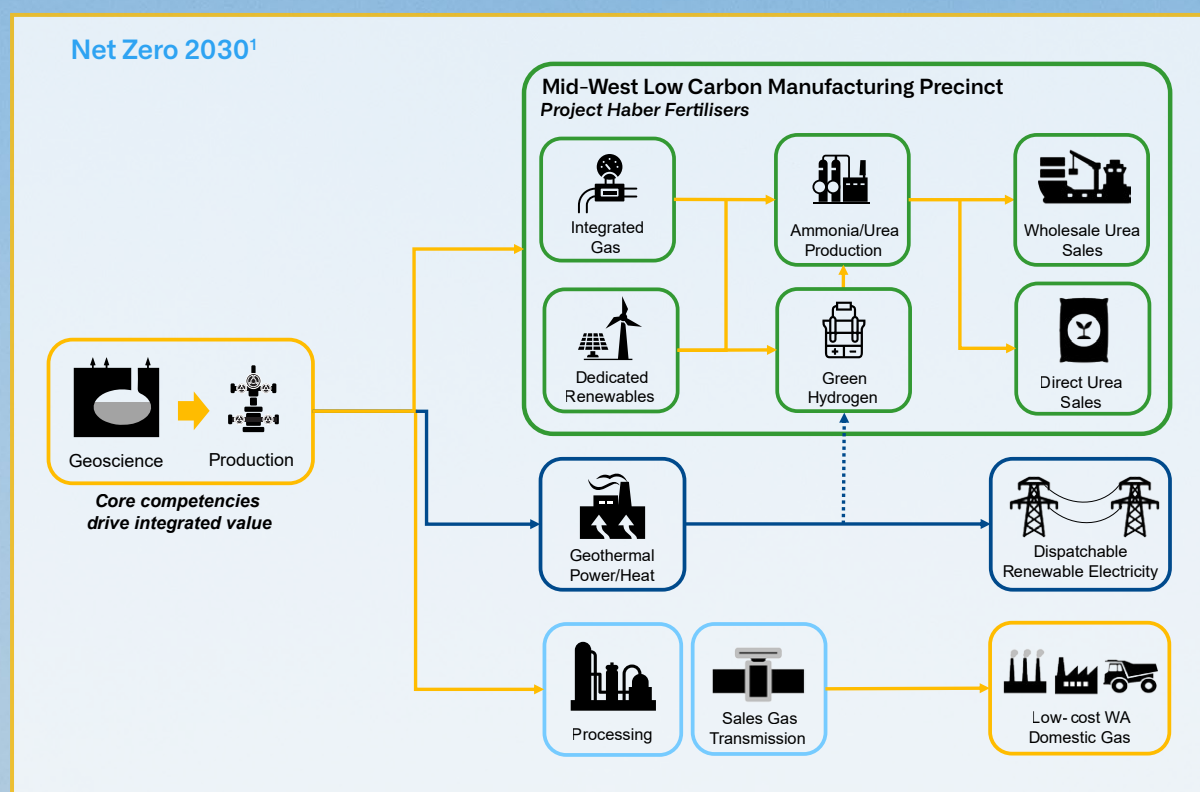 Net Zero 2030¹
Mid-West Low Carbon Manufacturing Precinct
Project Haber Fertilisers
Integrated
Gas
Ammonia/Urea
Production
Wholesale Urea
Sales
Dedicated
Renewables
Green
Hydrogen
Direct Urea
Sales
Geoscience
Production
Core competencies
drive integrated value
Geothermal
Power/Heat
Dispatchable
Renewable Electricity
Processing
Sales Gas
Transmission
Low- cost WA
Domestic Gas